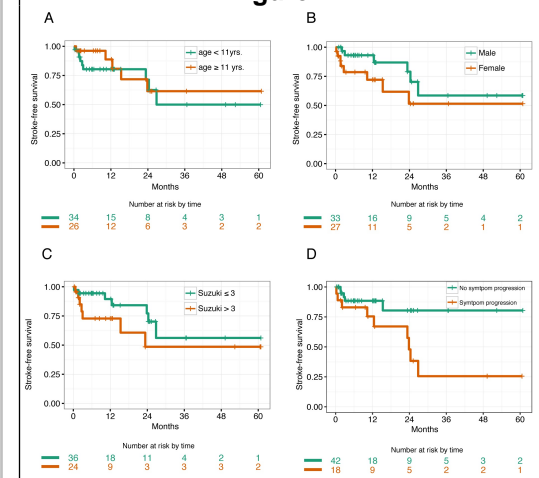 A
1.00
0.75
0.50
0.25
0.00
Stroke-free survival
age < 11yrs.
age ≥ 11 yrs.
0 12 24 36 48 60
Months
Number at risk by time
34 15 8 4 3 1
26 12 6 3 2 2
B
1.00
0.75
0.50
0.25
0.00
Stroke-free survival
Male
Female
0 12 24 36 48 60
Months
Number at risk by time
33 16 9 5 4 2
27 11 5 2 1 1
C
1.00
0.75
0.50
0.25
0.00
Stroke-free survival
Suzuki ≤ 3
Suzuki > 3
0 12 24 36 48 60
Months
Number at risk by time
36 18 11 4 2 1
24 9 3 3 3 2
D
1.00
0.75
0.50
0.25
0.00
Stroke-free survival
No symtpom progression
Symtpom progression
0 12 24 36 48 60
Months
Number at risk by time
42 18 9 5 3 2
18 9 5 2 2 1